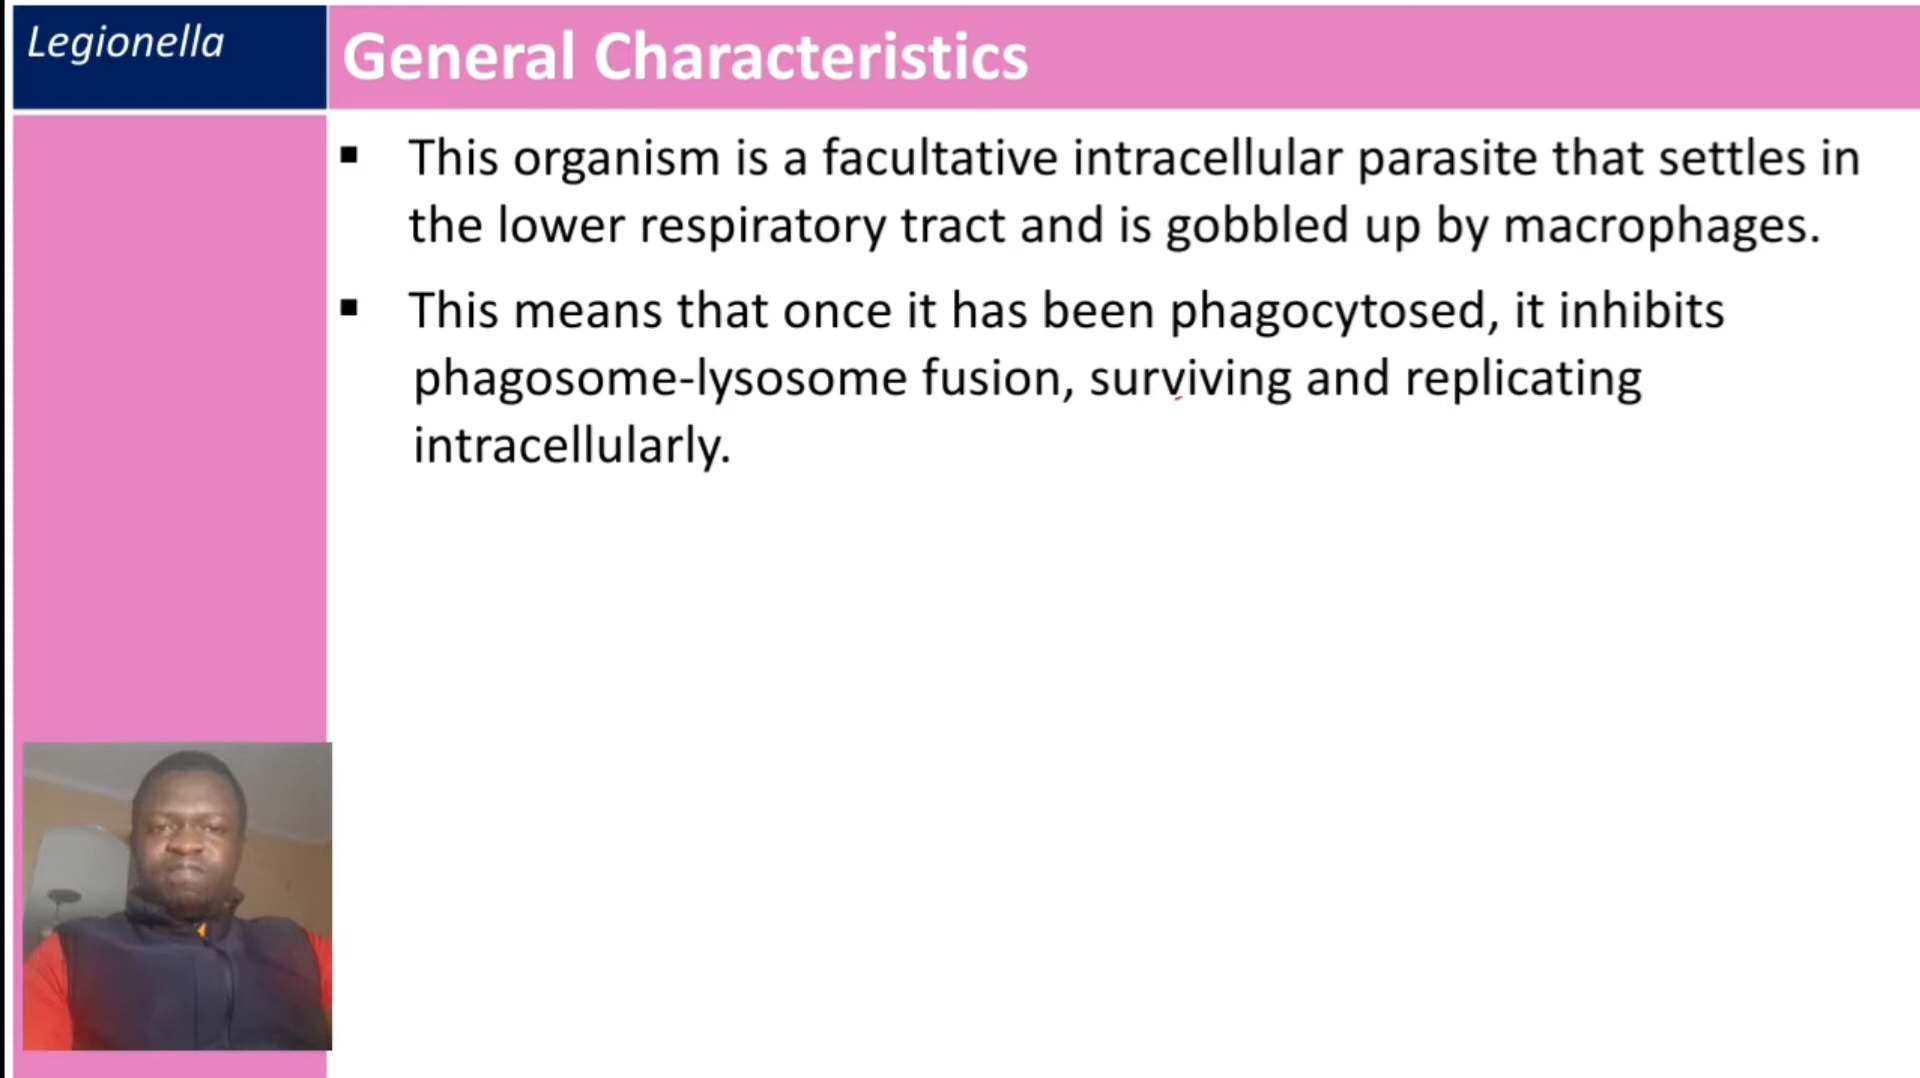 Legionella
General Characteristics
▪ This organism is a facultative intracellular parasite that settles in
the lower respiratory tract and is gobbled up by macrophages.
▪ This means that once it has been phagocytosed, it inhibits
phagosome-lysosome fusion, surviving and replicating
intracellularly.